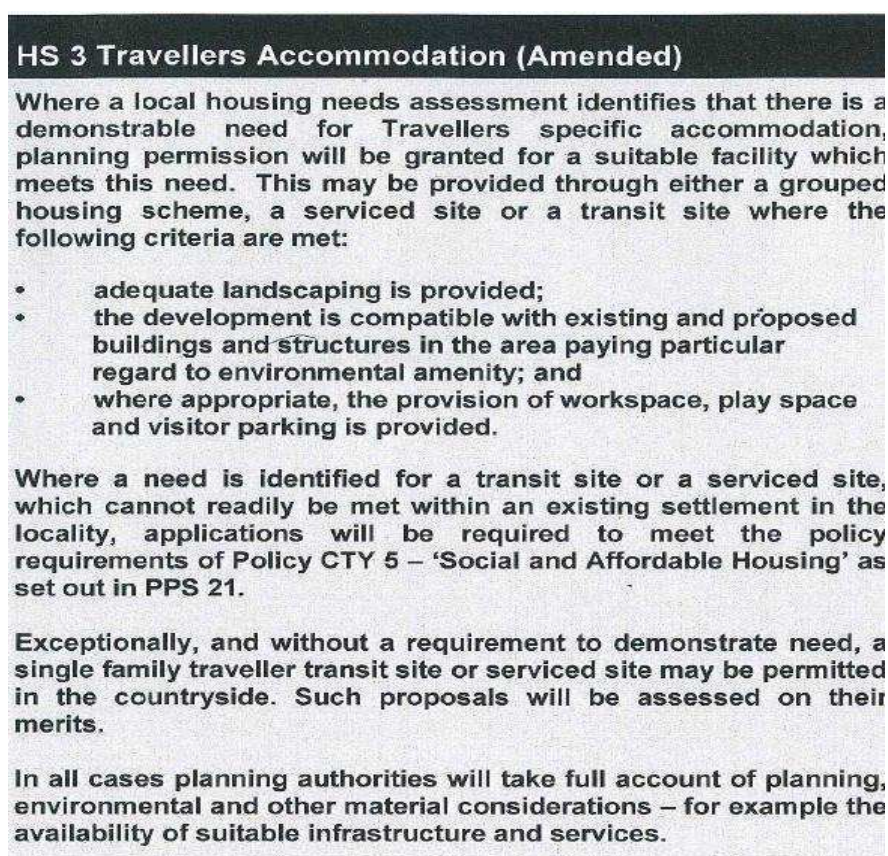 HS 3 Travellers Accommodation (Amended)
Where a local housing needs assessment identifies that there is a
demonstrable need for Travellers specific accommodation,
planning permission will be granted for a suitable facility which
meets this need. This may be provided through either a grouped
housing scheme, a serviced site or a transit site where the
following criteria are met:
• adequate landscaping is provided;
• the development is compatible with existing and proposed
buildings and structures in the area paying particular
regard to environmental amenity; and
• where appropriate, the provision of workspace, play space
and visitor parking is provided.
Where a need is identified for a transit site or a serviced site,
which cannot readily be met within an existing settlement in the
locality, applications will be required to meet the policy
requirements of Policy CTY 5 – ‘Social and Affordable Housing’ as
set out in PPS 21.
Exceptionally, and without a requirement to demonstrate need, a
single family traveller transit site or serviced site may be permitted
in the countryside. Such proposals will be assessed on their
merits.
In all cases planning authorities will take full account of planning,
environmental and other material considerations – for example the
availability of suitable infrastructure and services.